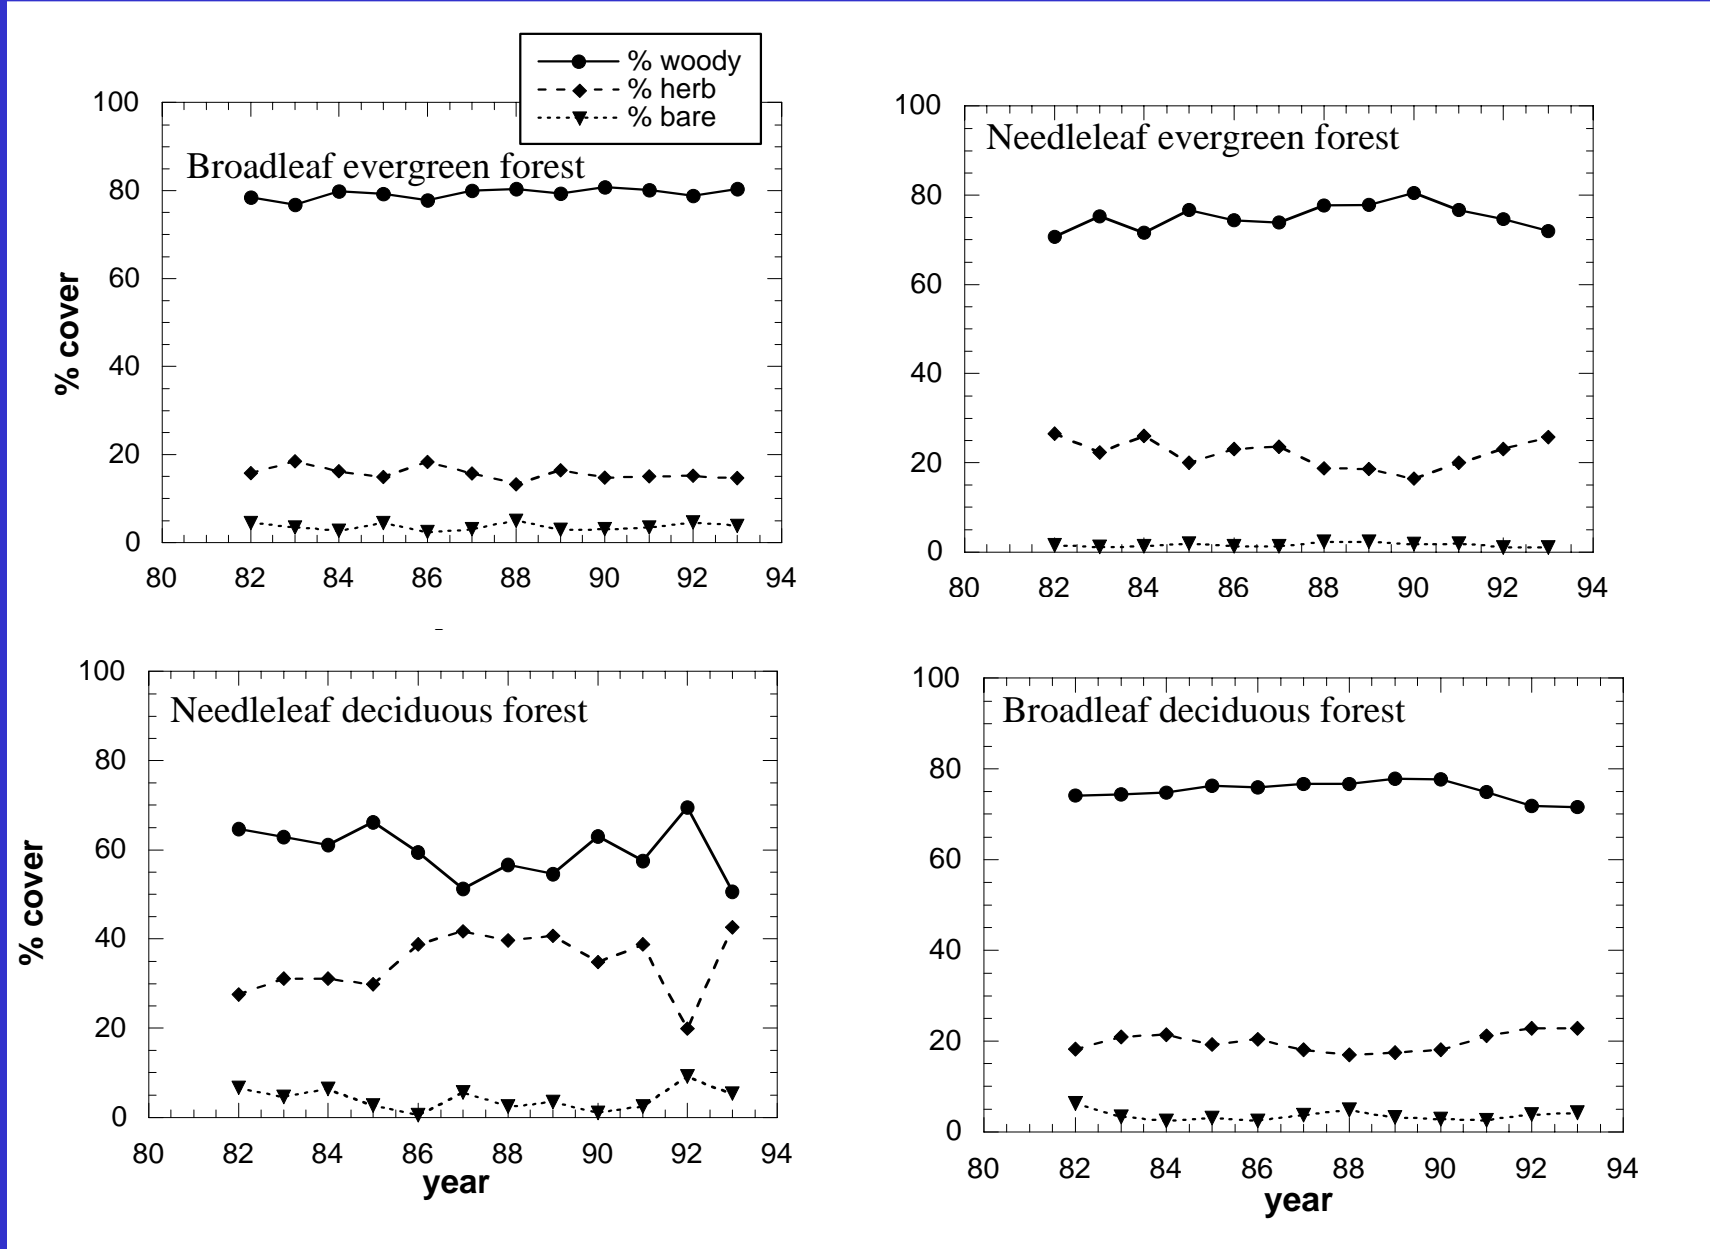 % woody
% herb
% bare
Broadleaf evergreen forest
100
80
60
40
20
0
% cover
80 82 84 86 88 90 92 94
Needleleaf evergreen forest
100
80
60
40
20
0
80 82 84 86 88 90 92 94
Needleleaf deciduous forest
100
80
60
40
20
0
% cover
80 82 84 86 88 90 92 94
year
Broadleaf deciduous forest
100
80
60
40
20
0
80 82 84 86 88 90 92 94
year